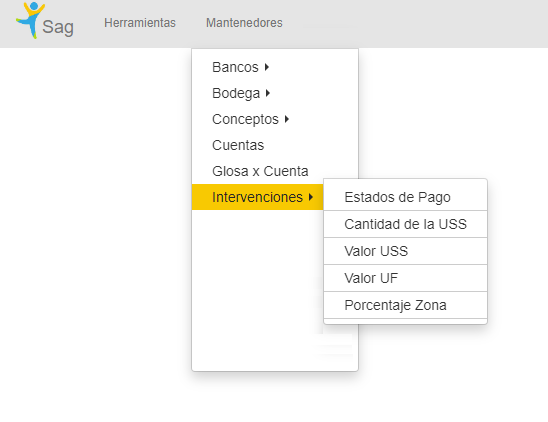 Sag
Herramientas
Mantenedores
Bancos
Bodega
Conceptos
Cuentas
Glosa x Cuenta
Intervenciones
Estados de Pago
Cantidad de la USS
Valor USS
Valor UF
Porcentaje Zona